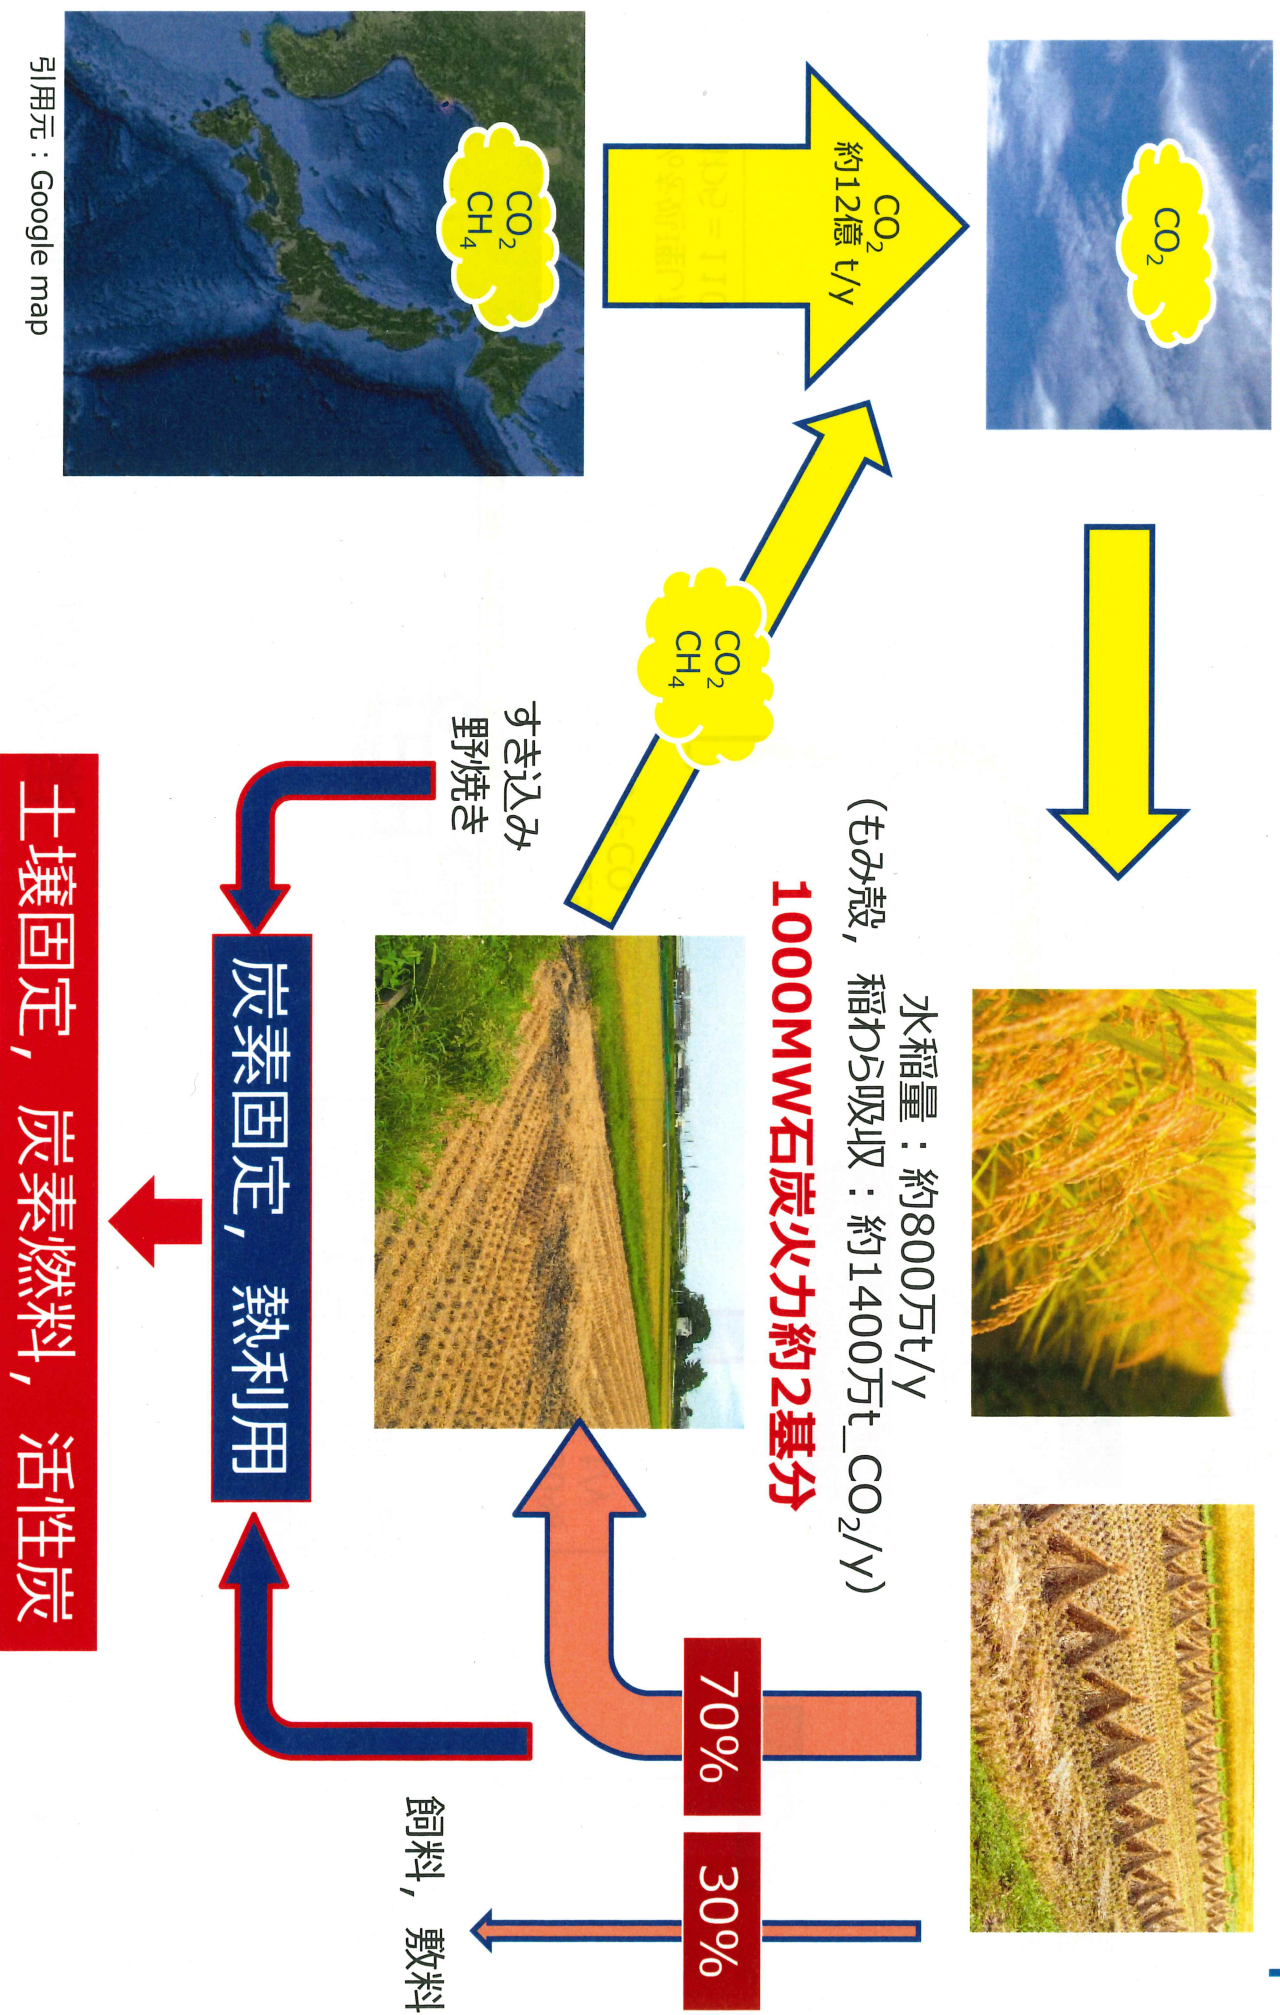 CO₂
CO₂
約12億 t/y
CO₂
CH₄
引用元：Google map
水稲量：約800万t/y
(もみ殻，稲わら吸収：約1400万t_CO₂/y)
1000MW石炭火力約2基分
CO₂
CH₄
すき込み
野焼き
70%
30%
飼料，敷料
炭素固定，熱利用
土壌固定，炭素燃料，活性炭